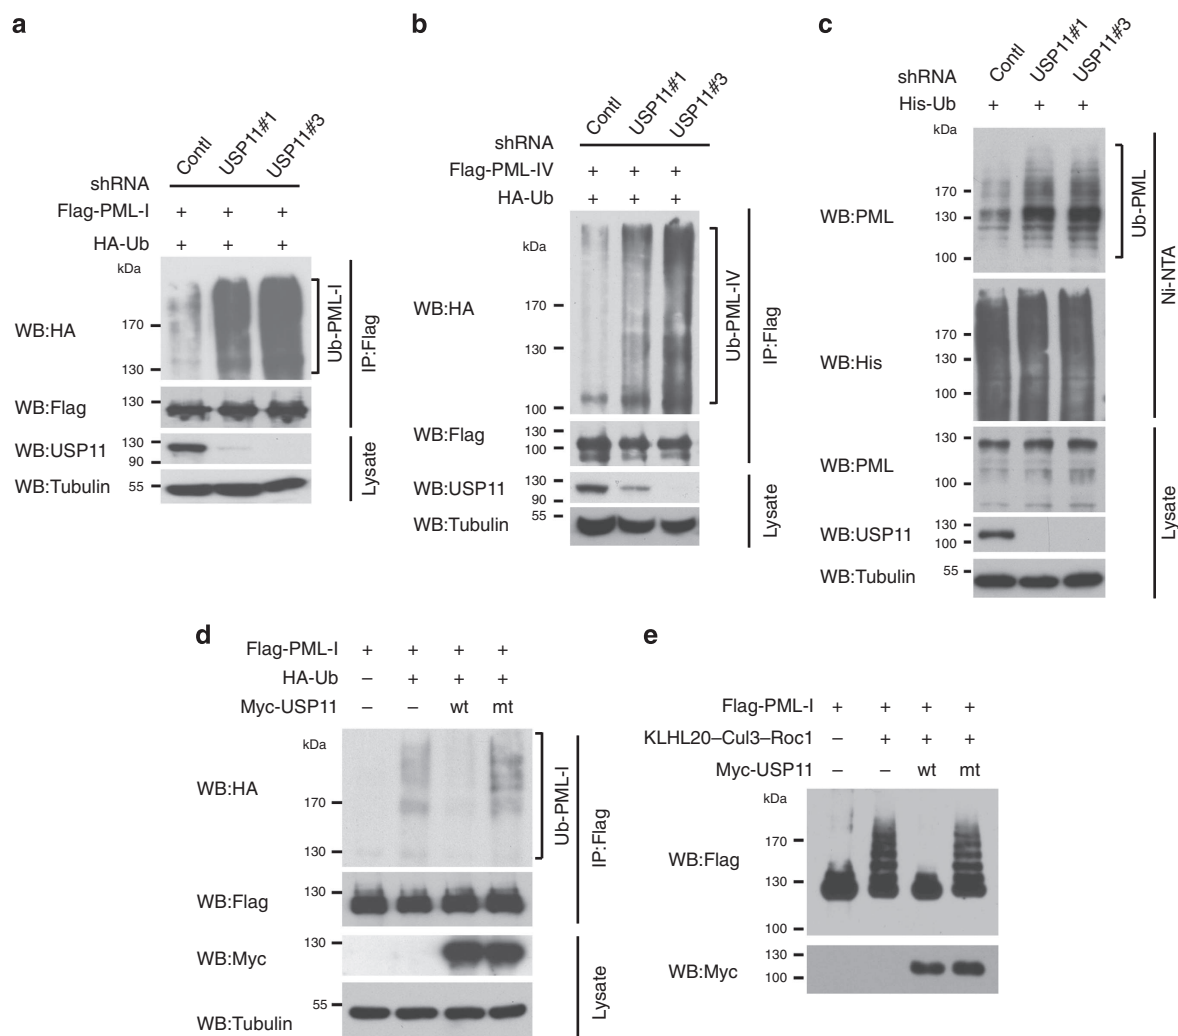 a
Contl USP11#1 USP11#3
shRNA
Flag-PML-I + + +
HA-Ub + + +
kDa
WB:HA
170
130
Ub-PML-I
WB:Flag
130
IP:Flag
WB:USP11
130
90
WB:Tubulin
55
Lysate
b
Contl USP11#1 USP11#3
shRNA
Flag-PML-IV + + +
HA-Ub + + +
kDa
WB:HA
170
130
100
Ub-PML-IV
WB:Flag
130
100
IP:Flag
WB:USP11
130
90
WB:Tubulin
55
Lysate
c
Contl USP11#1 USP11#3
shRNA
His-Ub + + +
kDa
WB:PML
170
130
100
Ub-PML
WB:His
170
130
100
Ni-NTA
WB:PML
130
100
WB:USP11
130
100
WB:Tubulin
55
Lysate
d
Flag-PML-I + + + +
HA-Ub – + + +
Myc-USP11 – – wt mt
kDa
WB:HA
170
130
Ub-PML-I
WB:Flag
130
IP:Flag
WB:Myc
130
WB:Tubulin
55
Lysate
e
Flag-PML-I + + + +
KLHL20–Cul3–Roc1 – + + +
Myc-USP11 – – wt mt
kDa
WB:Flag
170
130
100
WB:Myc
130
100